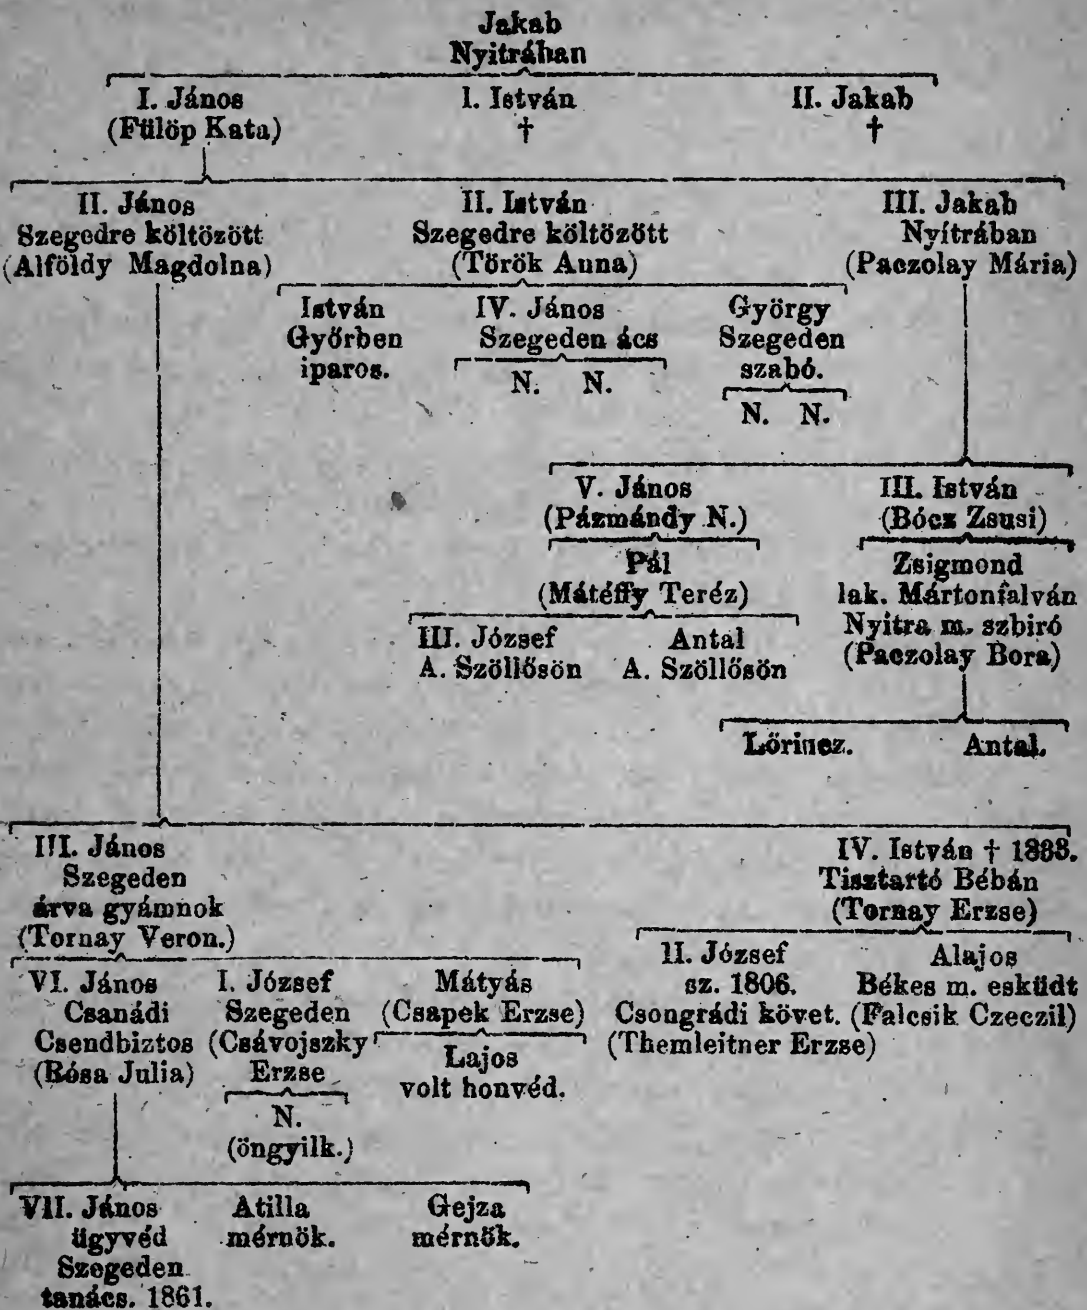 Jakab
Nyitrában
I. János I. István II. Jakab
(Fülöp Kata) † †
II. János II. István III. Jakab
Szegedre költözött Szegedre költözött Nyitrában
(Alföldy Magdolna) (Török Anna) (Paczolay Mária)
István IV. János György
Győrben Szegeden ács Szegeden
iparos. N. N. szabó.
N. N.
V. János III. István
(Pázmándy N.) (Bócz Zsusi)
Pál Zsigmond
(Mátéffy Teréz) lak. Mártonfalván
III. József Antal Nyitra m. szbiró
A. Szöllősön A. Szöllősön (Paczolay Bora)
Lőrincz. Antal.
III. János IV. István † 1838.
Szegeden Tisztartó Bébán
árva gyámnok (Tornay Erzse)
(Tornay Veron.)
VI. János I. József Mátyás II. József Alajos
Csanádi Szegeden (Csapek Erzse) sz. 1806. Békes m. esküdt
Csendbiztos (Csávojszky Lajos Csongrádi követ. (Falcsik Czeczil)
(Rósa Julia) Erzse volt honvéd. (Themleitner Erzse)
N.
(öngyilk.)
VII. János Atilla Gejza
ügyvéd mérnök. mérnök.
Szegeden
tanács. 1861.